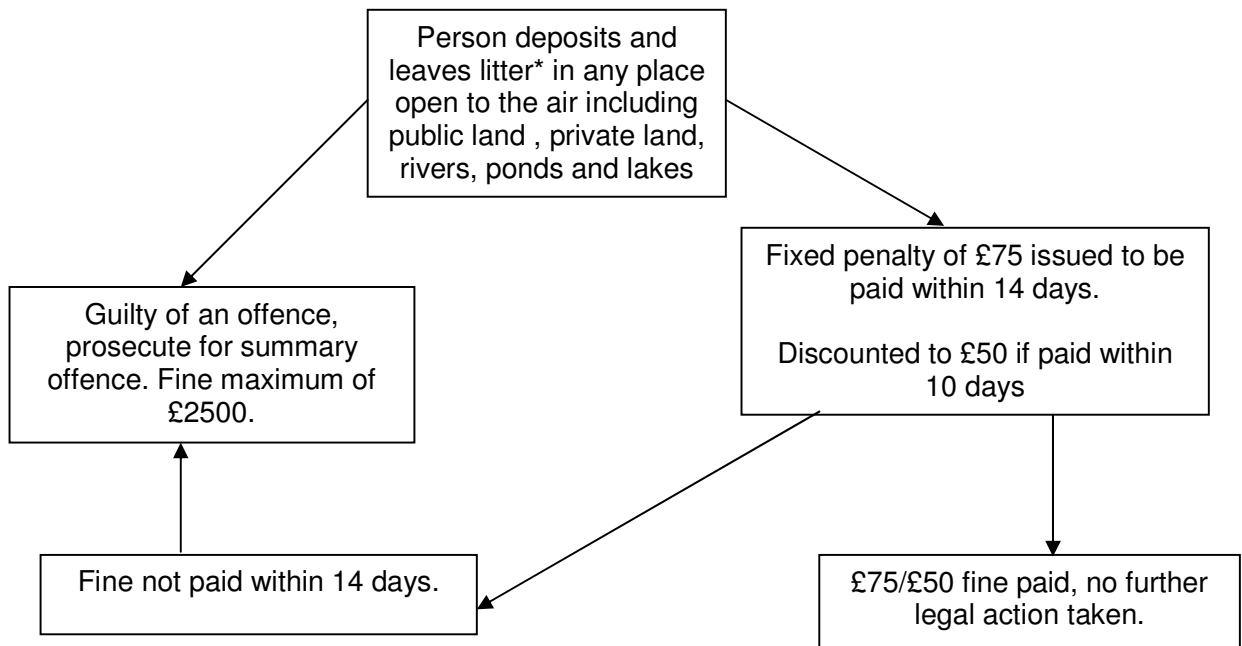 Person deposits and
leaves litter* in any place
open to the air including
public land , private land,
rivers, ponds and lakes
Fixed penalty of £75 issued to be
paid within 14 days.
Discounted to £50 if paid within
10 days
Guilty of an offence,
prosecute for summary
offence. Fine maximum of
£2500.
Fine not paid within 14 days.
£75/£50 fine paid, no further
legal action taken.